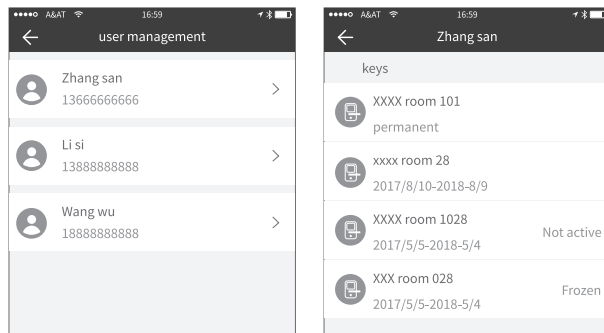 A&AT 16:59
user management
Zhang san
13666666666
Li si
13888888888
Wang wu
18888888888
A&AT 16:59
Zhang san
keys
XXXX room 101
permanent
xxxx room 28
2017/8/10-2018-8/9
XXXX room 1028
2017/5/5-2018-5/4
Not active
XXX room 028
2017/5/5-2018-5/4
Frozen